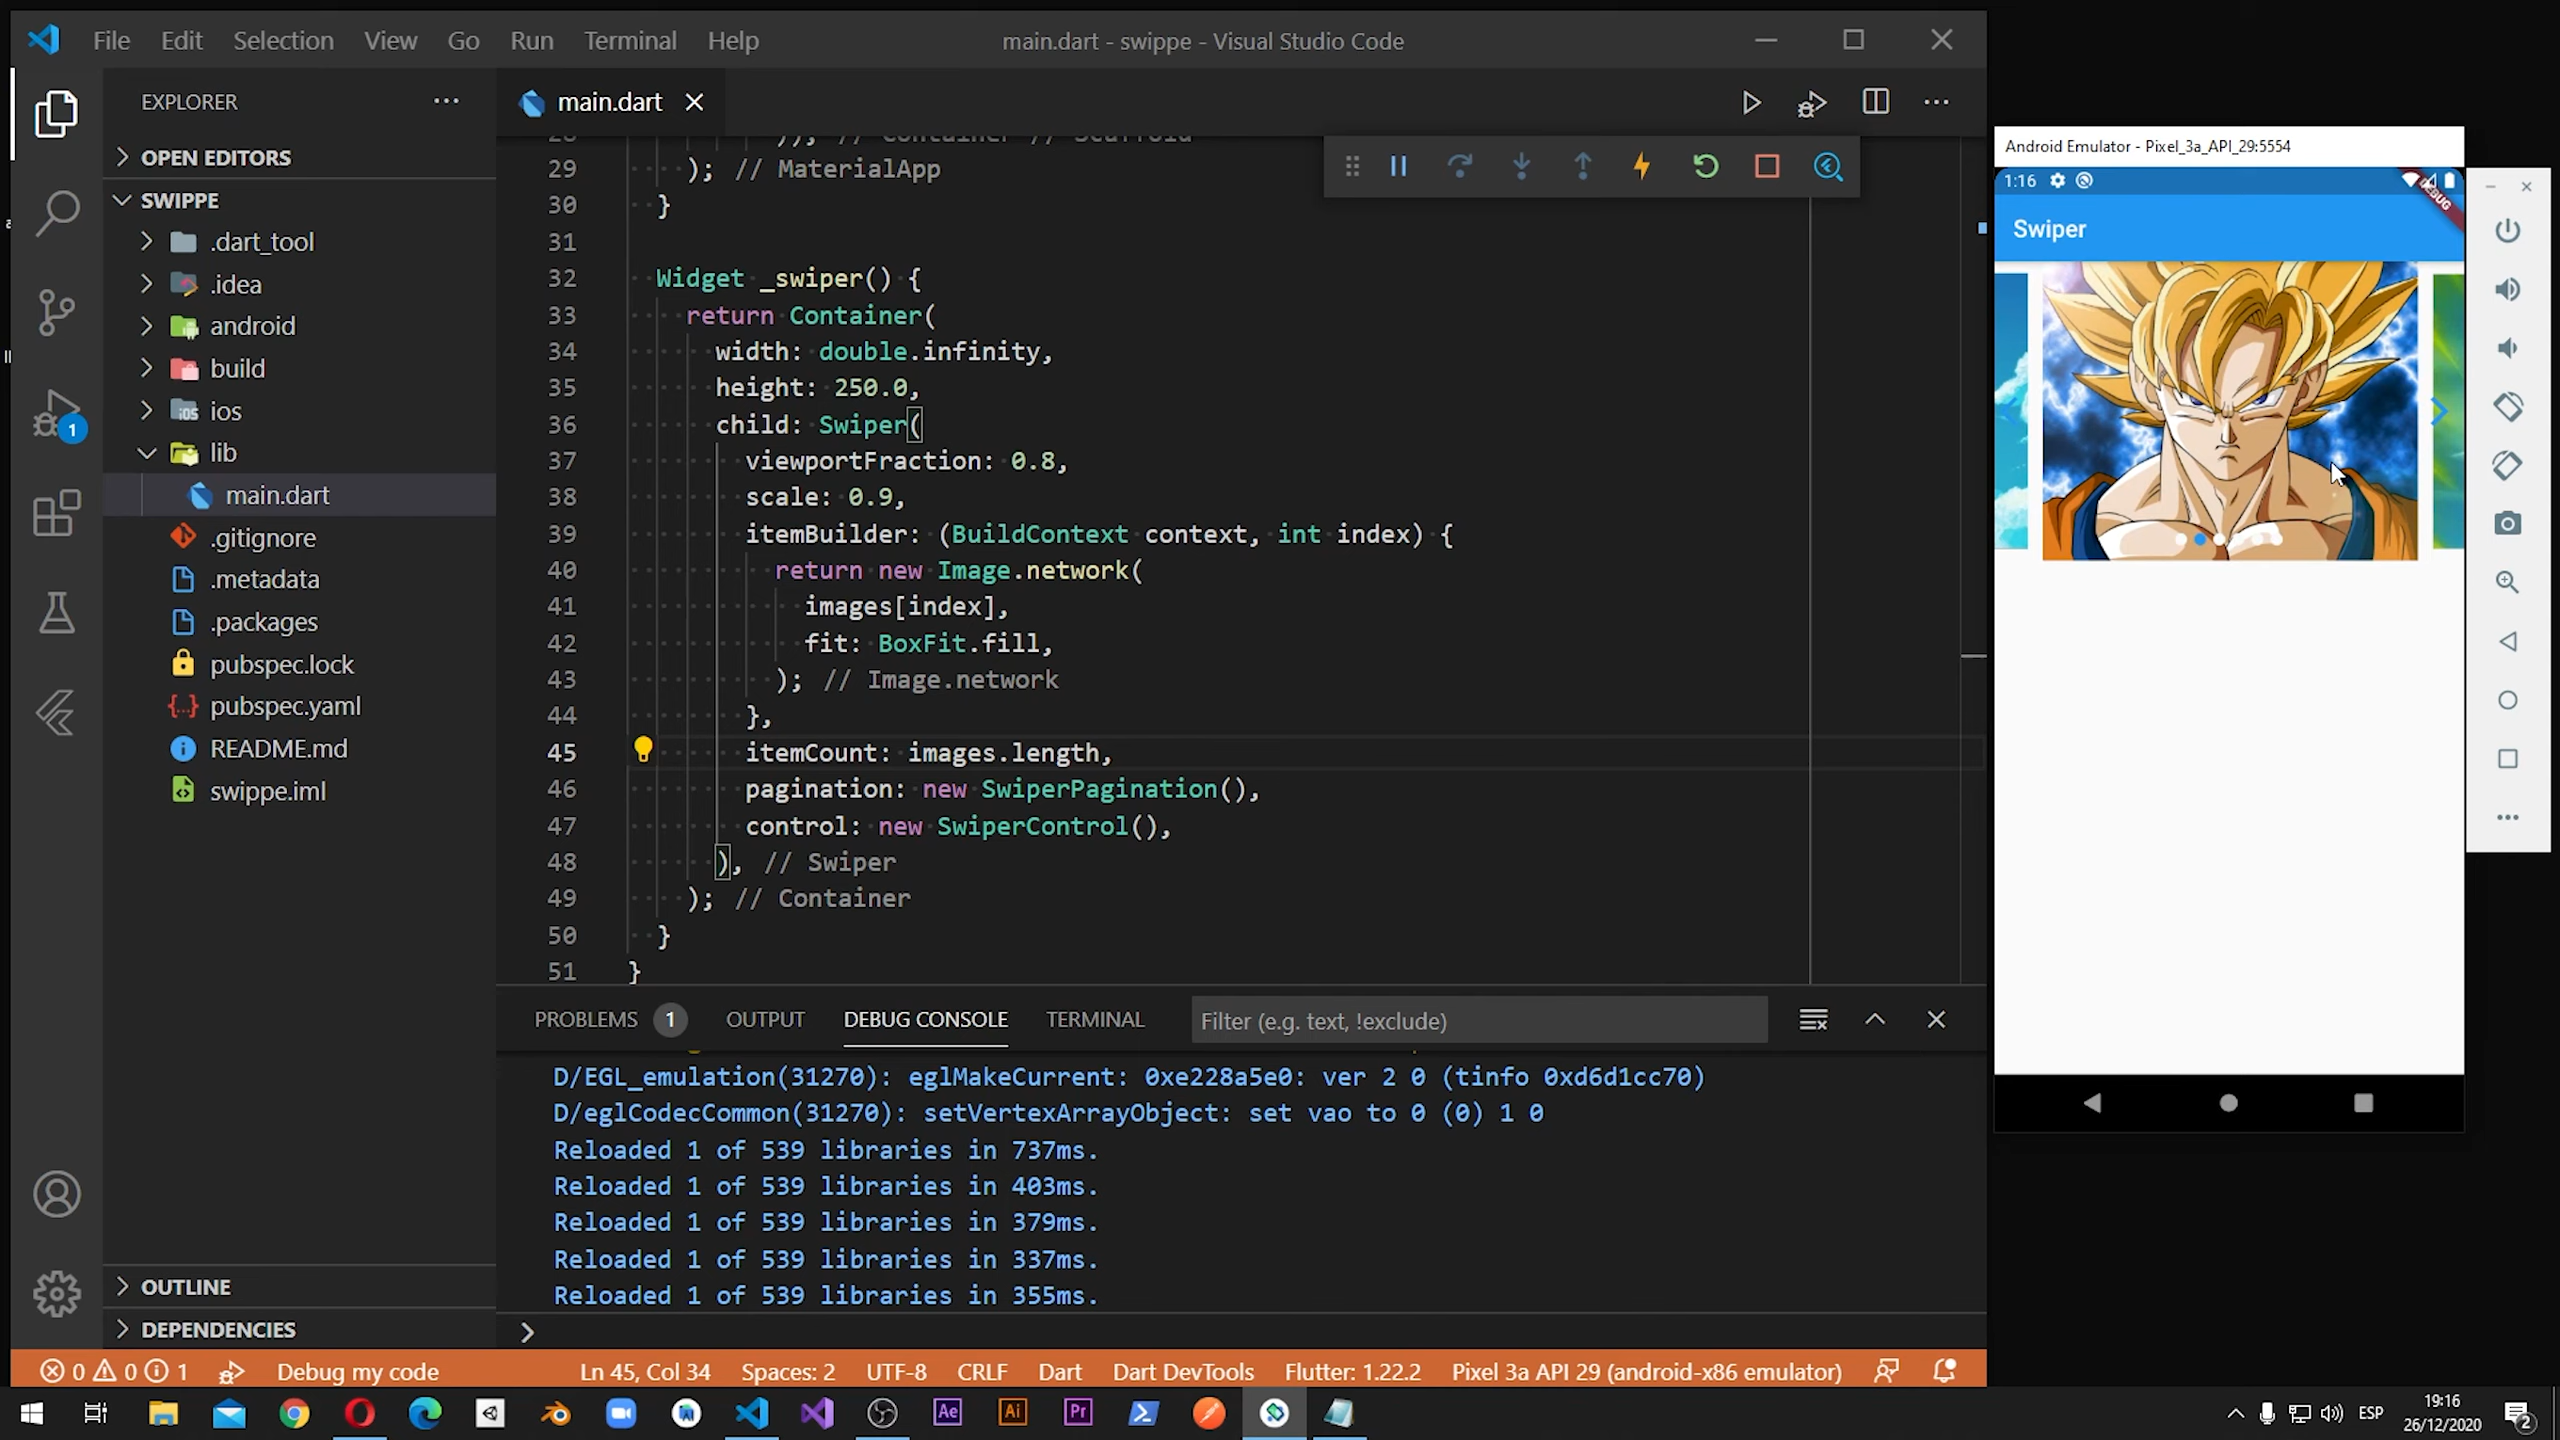 File Edit Selection View Go Run Terminal Help
main.dart - swippe - Visual Studio Code
EXPLORER
OPEN EDITORS
SWIPPE
.dart_tool
.idea
android
build
ios
lib
main.dart
.gitignore
.metadata
.packages
pubspec.lock
pubspec.yaml
README.md
swippe.iml
OUTLINE
DEPENDENCIES
1
main.dart
28 )); // Container // Scaffold
29 ); // MaterialApp
30 }
31
32 Widget _swiper() {
33 return Container(
34 width: double.infinity,
35 height: 250.0,
36 child: Swiper(
37 viewportFraction: 0.8,
38 scale: 0.9,
39 itemBuilder: (BuildContext context, int index) {
40 return new Image.network(
41 images[index],
42 fit: BoxFit.fill,
43 ); // Image.network
44 },
45 itemCount: images.length,
46 pagination: new SwiperPagination(),
47 control: new SwiperControl(),
48 ), // Swiper
49 ); // Container
50 }
51 }
PROBLEMS 1 OUTPUT DEBUG CONSOLE TERMINAL Filter (e.g. text, !exclude)
D/EGL_emulation(31270): eglMakeCurrent: 0xe228a5e0: ver 2 0 (tinfo 0xd6d1cc70)
D/eglCodecCommon(31270): setVertexArrayObject: set vao to 0 (0) 1 0
Reloaded 1 of 539 libraries in 737ms.
Reloaded 1 of 539 libraries in 403ms.
Reloaded 1 of 539 libraries in 379ms.
Reloaded 1 of 539 libraries in 337ms.
Reloaded 1 of 539 libraries in 355ms.
0 0 1 Debug my code Ln 45, Col 34 Spaces: 2 UTF-8 CRLF Dart Dart DevTools Flutter: 1.22.2 Pixel 3a API 29 (android-x86 emulator)
Android Emulator - Pixel_3a_API_29:5554
1:16
DEBUG
Swiper
Ae Ai Pr
ESP
19:16
26/12/2020
2